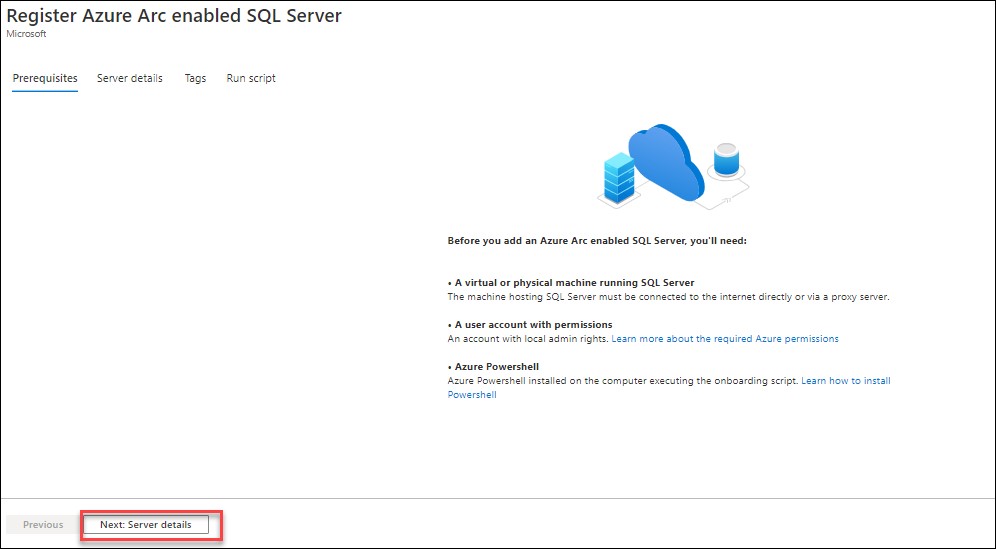 Register Azure Arc enabled SQL Server
Microsoft
Prerequisites Server details Tags Run script
Before you add an Azure Arc enabled SQL Server, you'll need:
• A virtual or physical machine running SQL Server
The machine hosting SQL Server must be connected to the internet directly or via a proxy server.
• A user account with permissions
An account with local admin rights. Learn more about the required Azure permissions
• Azure Powershell
Azure Powershell installed on the computer executing the onboarding script. Learn how to install
Powershell
Previous Next: Server details